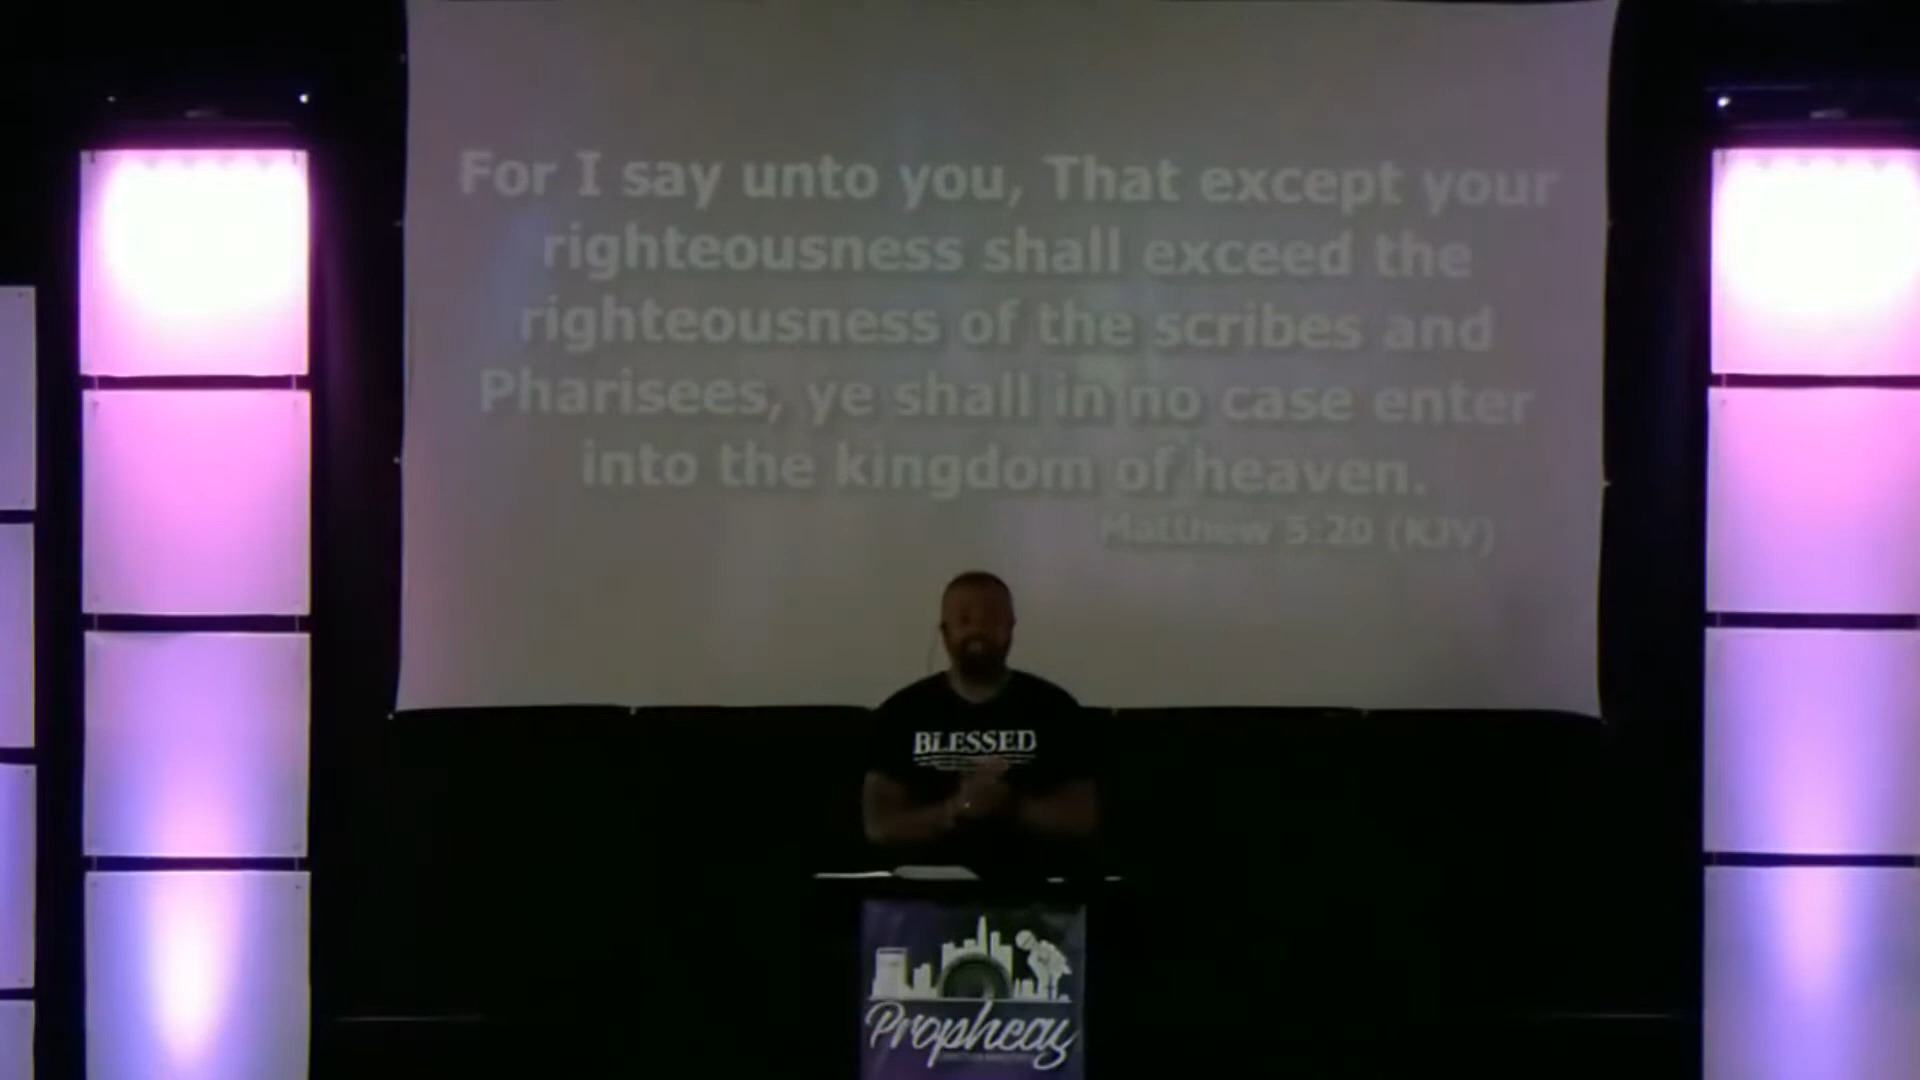 For I say unto you, That except your
righteousness shall exceed the
righteousness of the scribes and
Pharisees, ye shall in no case enter
into the kingdom of heaven.
Matthew 5:20 (KJV)
BLESSED
Propheaz